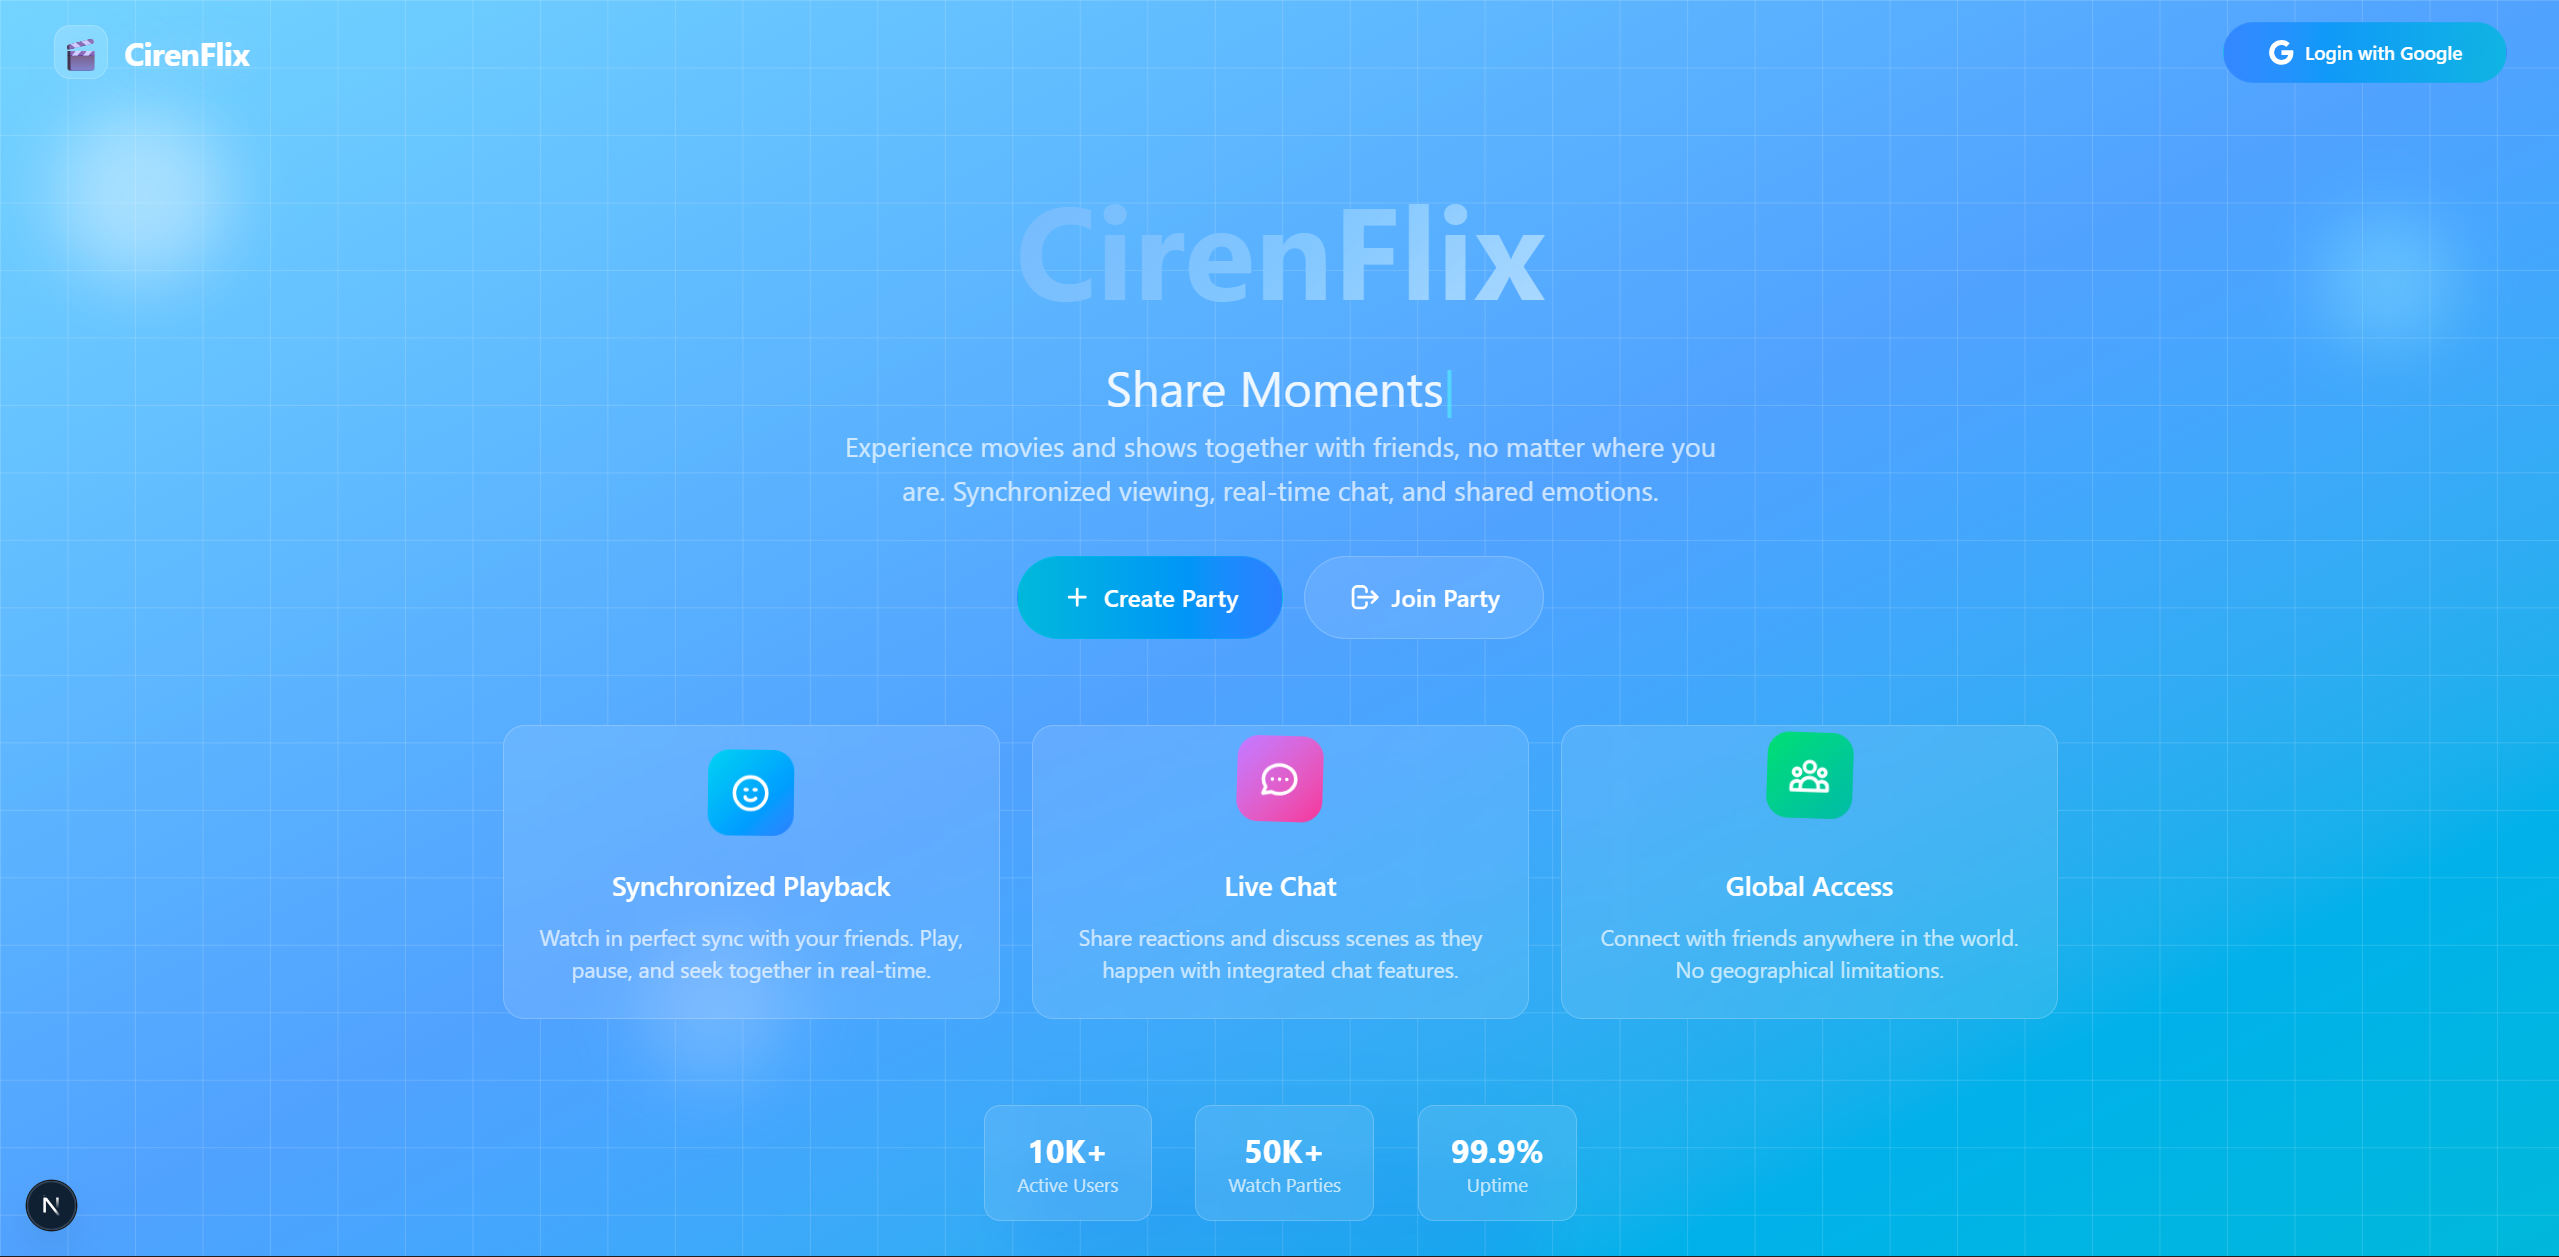 CirenFlix
Login with Google
CirenFlix
Share Moments
Experience movies and shows together with friends, no matter where you
are. Synchronized viewing, real-time chat, and shared emotions.
Create Party
Join Party
Synchronized Playback
Watch in perfect sync with your friends. Play,
pause, and seek together in real-time.
Live Chat
Share reactions and discuss scenes as they
happen with integrated chat features.
Global Access
Connect with friends anywhere in the world.
No geographical limitations.
10K+
Active Users
50K+
Watch Parties
99.9%
Uptime
N